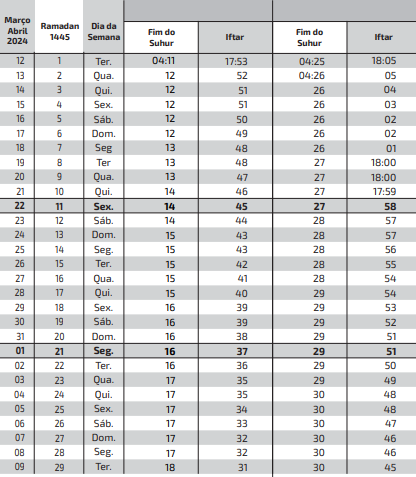 Março Abril 2024 Ramadan 1445 Dia da Semana Fim do Suhur Iftar Fim do Suhur Iftar
12 1 Ter. 04:11 17:53 04:25 18:05
13 2 Qua. 12 52 04:26 05
14 3 Qui. 12 51 26 04
15 4 Sex. 12 51 26 03
16 5 Sáb. 12 50 26 02
17 6 Dom. 12 49 26 02
18 7 Seg 13 48 26 01
19 8 Ter 13 48 27 18:00
20 9 Qua. 13 47 27 18:00
21 10 Qui. 14 46 27 17:59
22 11 Sex. 14 45 27 58
23 12 Sáb. 14 44 28 57
24 13 Dom. 15 43 28 57
25 14 Seg. 15 43 28 56
26 15 Ter. 15 42 28 55
27 16 Qua. 15 41 28 54
28 17 Qui. 15 40 29 54
29 18 Sex. 16 39 29 53
30 19 Sáb. 16 39 29 52
31 20 Dom. 16 38 29 51
01 21 Seg. 16 37 29 51
02 22 Ter. 16 36 29 50
03 23 Qua. 17 35 29 49
04 24 Qui. 17 35 30 48
05 25 Sex. 17 34 30 48
06 26 Sáb. 17 33 30 47
07 27 Dom. 17 32 30 46
08 28 Seg. 17 32 30 46
09 29 Ter. 18 31 30 45